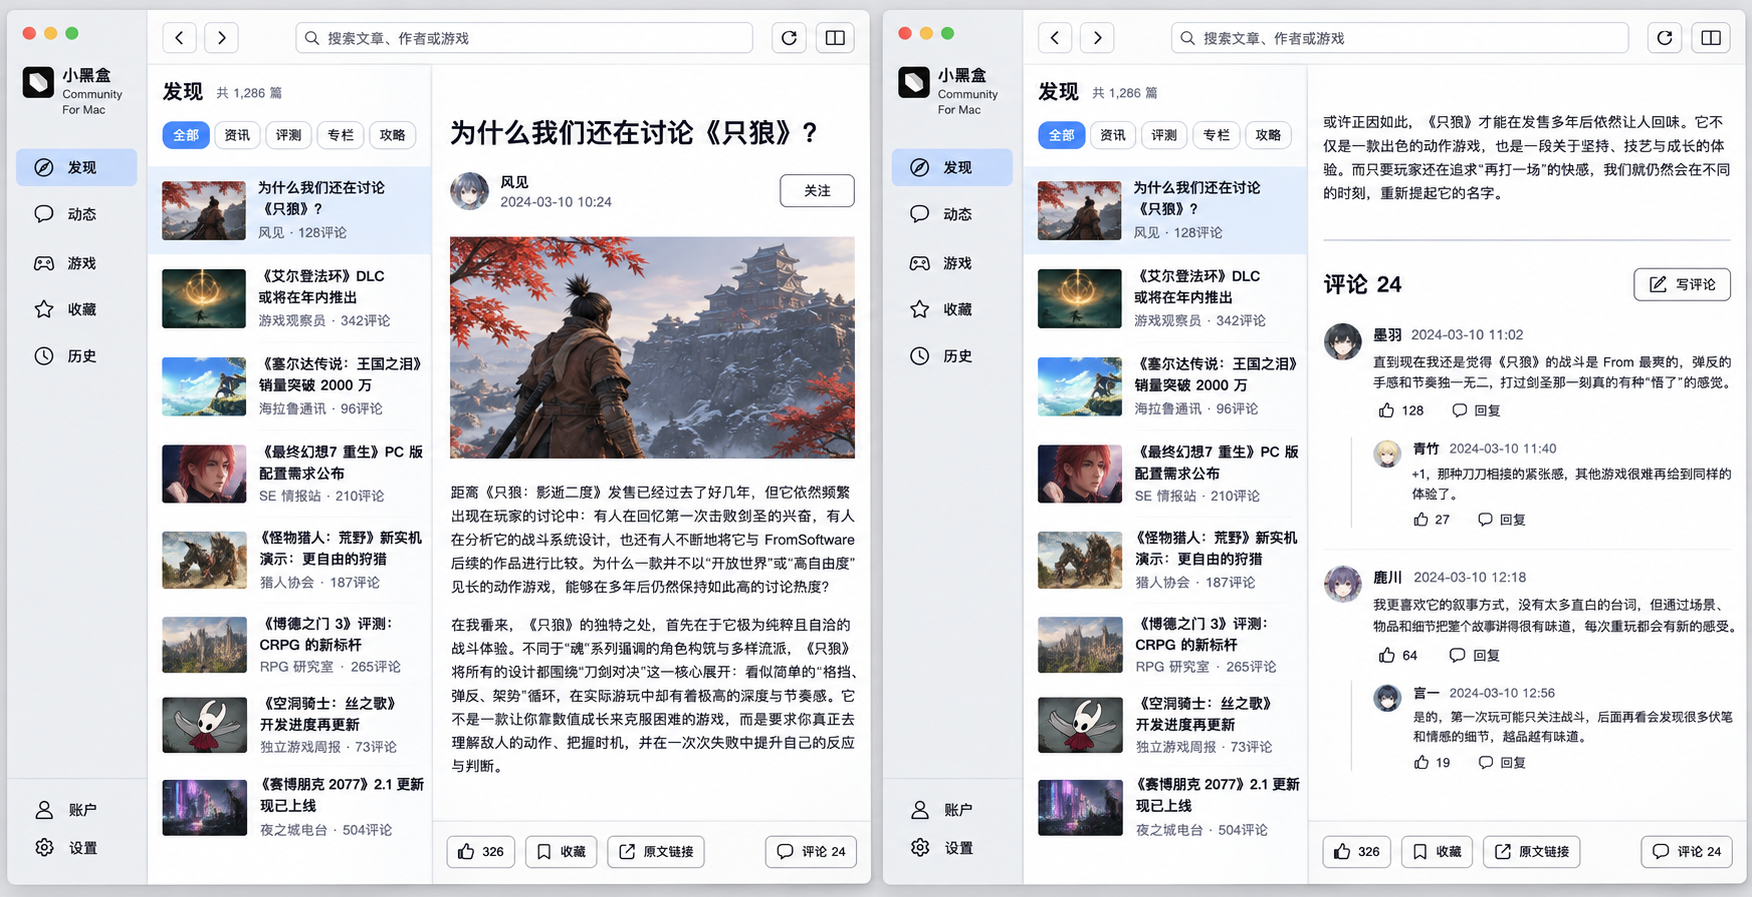 小黑盒
Community
For Mac
发现
动态
游戏
收藏
历史
账户
设置
搜索文章、作者或游戏
发现 共 1,286 篇
全部 资讯 评测 专栏 攻略
为什么我们还在讨论
《只狼》?
风见 · 128评论
《艾尔登法环》DLC
或将在年内推出
游戏观察员 · 342评论
《塞尔达传说：王国之泪》
销量突破 2000 万
海拉鲁通讯 · 96评论
《最终幻想7 重生》PC 版
配置需求公布
SE 情报站 · 210评论
《怪物猎人：荒野》新实机
演示：更自由的狩猎
猎人协会 · 187评论
《博德之门 3》评测：
CRPG 的新标杆
RPG 研究室 · 265评论
《空洞骑士：丝之歌》
开发进度再更新
独立游戏周报 · 73评论
《赛博朋克 2077》2.1 更新
现已上线
夜之城电台 · 504评论
为什么我们还在讨论《只狼》?
风见
2024-03-10 10:24
关注
距离《只狼：影逝二度》发售已经过去了好几年，但它依然频繁
出现在玩家的讨论中：有人在回忆第一次击败剑圣的兴奋，有人
在分析它的战斗系统设计，也还有人不断地将它与 FromSoftware
后续的作品进行比较。为什么一款并不以“开放世界”或“高自由度”
见长的动作游戏，能够在多年后仍然保持如此高的讨论热度?
在我看来，《只狼》的独特之处，首先在于它极为纯粹且自洽的
战斗体验。不同于“魂”系列强调的角色构筑与多样流派，《只狼》
将所有的设计都围绕“刀剑对决”这一核心展开：看似简单的“格挡、
弹反、架势”循环，在实际游玩中却有着极高的深度与节奏感。它
不是一款让你靠数值成长来克服困难的游戏，而是要求你真正去
理解敌人的动作、把握时机，并在一次次失败中提升自己的反应
与判断。
326 收藏 原文链接 评论 24
小黑盒
Community
For Mac
发现
动态
游戏
收藏
历史
账户
设置
搜索文章、作者或游戏
发现 共 1,286 篇
全部 资讯 评测 专栏 攻略
为什么我们还在讨论
《只狼》?
风见 · 128评论
《艾尔登法环》DLC
或将在年内推出
游戏观察员 · 342评论
《塞尔达传说：王国之泪》
销量突破 2000 万
海拉鲁通讯 · 96评论
《最终幻想7 重生》PC 版
配置需求公布
SE 情报站 · 210评论
《怪物猎人：荒野》新实机
演示：更自由的狩猎
猎人协会 · 187评论
《博德之门 3》评测：
CRPG 的新标杆
RPG 研究室 · 265评论
《空洞骑士：丝之歌》
开发进度再更新
独立游戏周报 · 73评论
《赛博朋克 2077》2.1 更新
现已上线
夜之城电台 · 504评论
或许正因如此，《只狼》才能在发售多年后依然让人回味。它不
仅是一款出色的动作游戏，也是一段关于坚持、技艺与成长的体
验。而只要玩家还在追求“再打一场”的快感，我们就仍然会在不同
的时刻，重新提起它的名字。
评论 24
写评论
墨羽 2024-03-10 11:02
直到现在我还是觉得《只狼》的战斗是 From 最爽的，弹反的
手感和节奏独一无二，打过剑圣那一刻真的有种“悟了”的感觉。
128 回复
青竹 2024-03-10 11:40
+1，那种刀刀相接的紧张感，其他游戏很难再给到同样的
体验了。
27 回复
鹿川 2024-03-10 12:18
我更喜欢它的叙事方式，没有太多直白的台词，但通过场景、
物品和细节把整个故事讲得很有味道，每次重玩都会有新的感受。
64 回复
言一 2024-03-10 12:56
是的，第一次玩可能只关注战斗，后面再看会发现很多伏笔
和情感的细节，越品越有味道。
19 回复
326 收藏 原文链接 评论 24